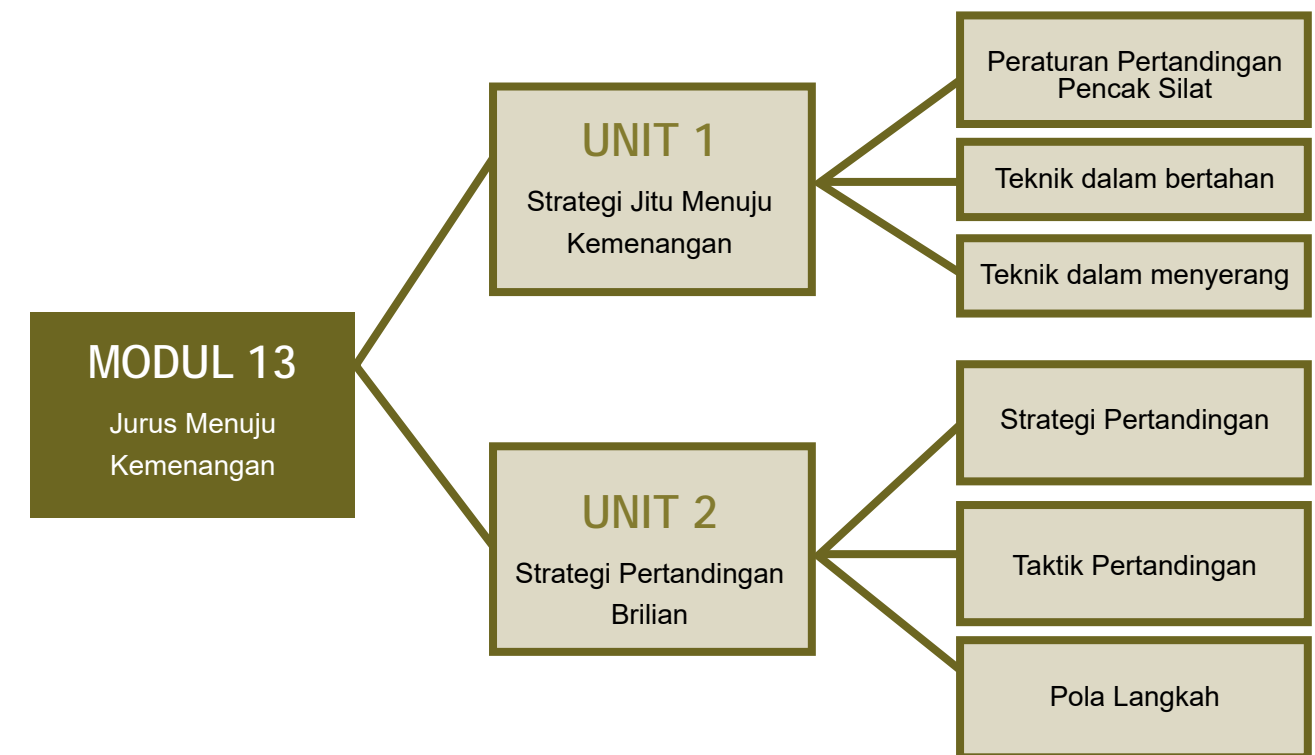 MODUL 13
Jurus Menuju
Kemenangan
UNIT 1
Strategi Jitu Menuju
Kemenangan
Peraturan Pertandingan
Pencak Silat
Teknik dalam bertahan
Teknik dalam menyerang
UNIT 2
Strategi Pertandingan
Brilian
Strategi Pertandingan
Taktik Pertandingan
Pola Langkah